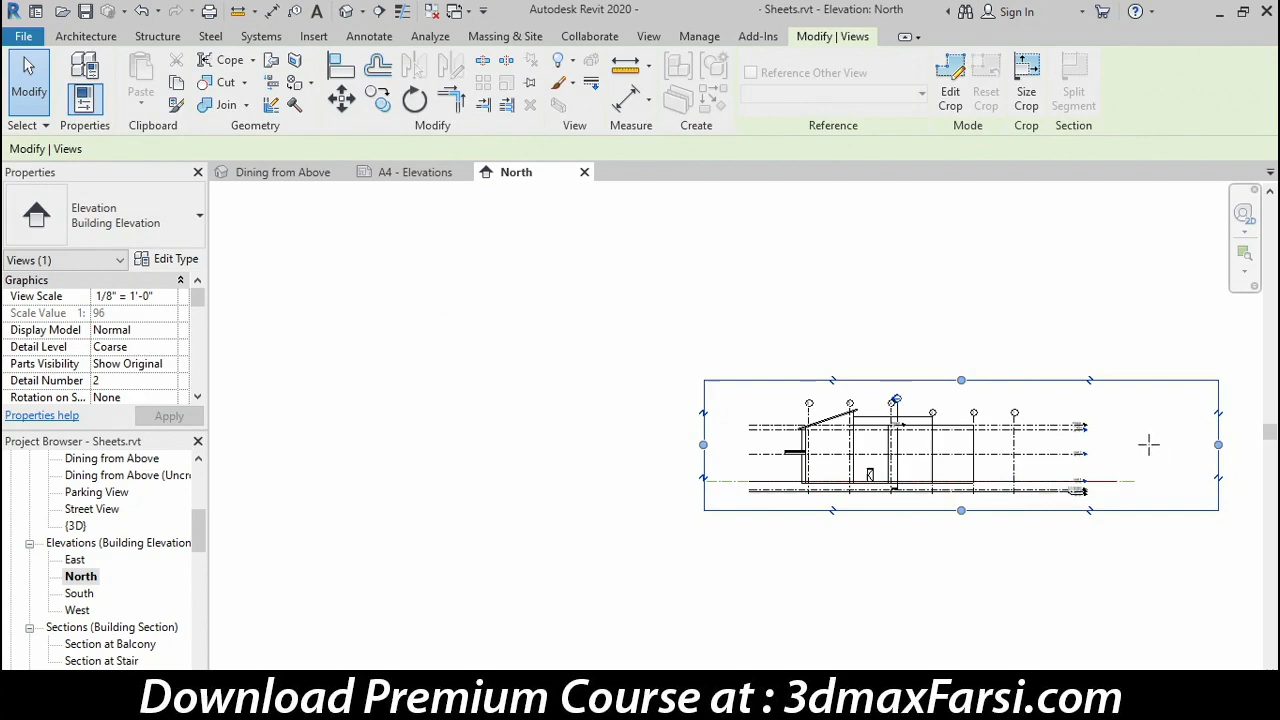 Autodesk Revit 2020 -
- Sheets.rvt - Elevation: North
Sign In
File Architecture Structure Steel Systems Insert Annotate Analyze Massing & Site Collaborate View Manage Add-Ins Modify | Views
Modify
Select
Properties
Paste
Clipboard
Cope
Cut
Join
Geometry
Modify
View
Measure
Create
Reference Other View
Reference
Edit
Crop
Reset
Crop
Mode
Size
Crop
Crop
Split
Segment
Section
Modify | Views
Properties
Dining from Above
A4 - Elevations
North
Elevation
Building Elevation
Views (1)
Edit Type
Graphics
View Scale 1/8" = 1'-0"
Scale Value 1: 96
Display Model Normal
Detail Level Coarse
Parts Visibility Show Original
Detail Number 2
Rotation on S... None
Properties help
Apply
Project Browser - Sheets.rvt
Dining from Above
Dining from Above (Uncr
Parking View
Street View
{3D}
Elevations (Building Elevation
East
North
South
West
Sections (Building Section)
Section at Balcony
Section at Stair
2D
Download Premium Course at : 3dmaxFarsi.com